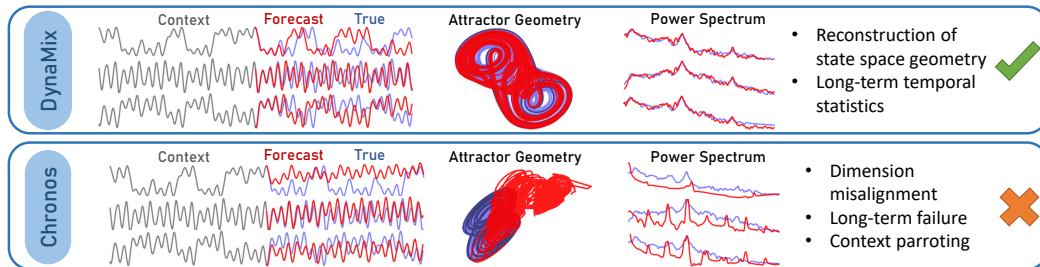 DynaMix
Context
Forecast
True
Attractor Geometry
Power Spectrum
• Reconstruction of
state space geometry
• Long-term temporal
statistics
Chronos
Context
Forecast
True
Attractor Geometry
Power Spectrum
• Dimension
misalignment
• Long-term failure
• Context parroting